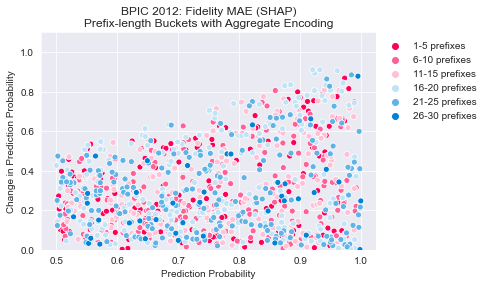 BPIC 2012: Fidelity MAE (SHAP)
Prefix-length Buckets with Aggregate Encoding
Change in Prediction Probability
1.0
0.8
0.6
0.4
0.2
0.0
0.5
0.6
0.7
0.8
0.9
1.0
Prediction Probability
1-5 prefixes
6-10 prefixes
11-15 prefixes
16-20 prefixes
21-25 prefixes
26-30 prefixes